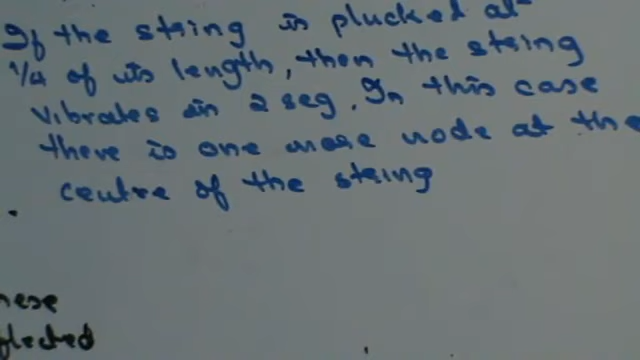 If the string is plucked at
1/4 of its length, then the string
vibrates in 2 seg. In this case
there is one more node at the
centre of the string
flected